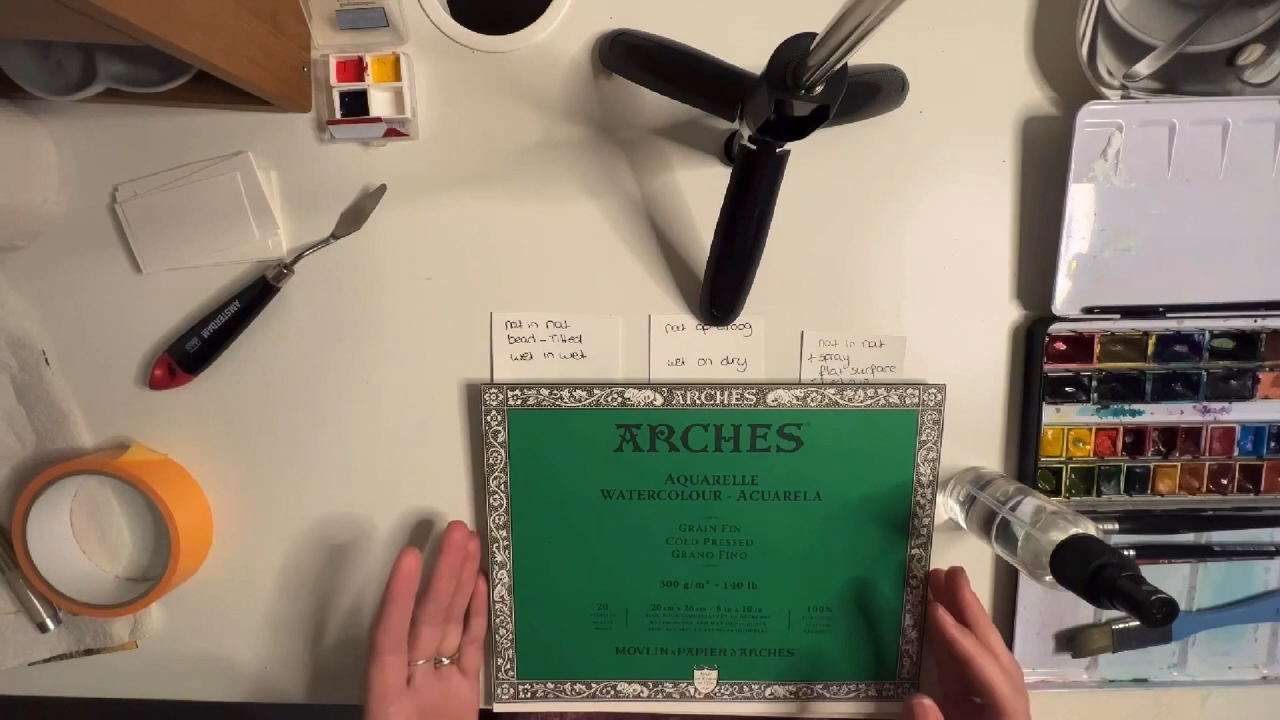 nat in nat
bead - Tilted
wet in wet
nat op droog
wet on dry
nat in nat
+ spray
flat surface
ARCHES
ARCHES
AQUARELLE
WATERCOLOUR - ACUARELA
GRAIN FIN
COLD PRESSED
GRANO FINO
300 g/m² - 140 lb
20
20 cm x 26 cm - 8 in x 10 in
100%
MOVLIN A PAPIER D'ARCHES
AMSTERDAM